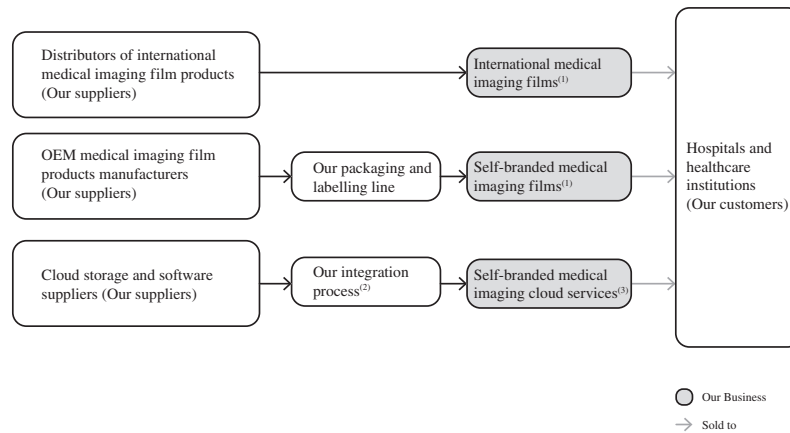 Distributors of international
medical imaging film products
(Our suppliers)
International medical
imaging films(1)
OEM medical imaging film
products manufacturers
(Our suppliers)
Our packaging and
labelling line
Self-branded medical
imaging films(1)
Cloud storage and software
suppliers (Our suppliers)
Our integration
process(2)
Self-branded medical
imaging cloud services(3)
Hospitals and
healthcare
institutions
(Our customers)
Our Business
Sold to